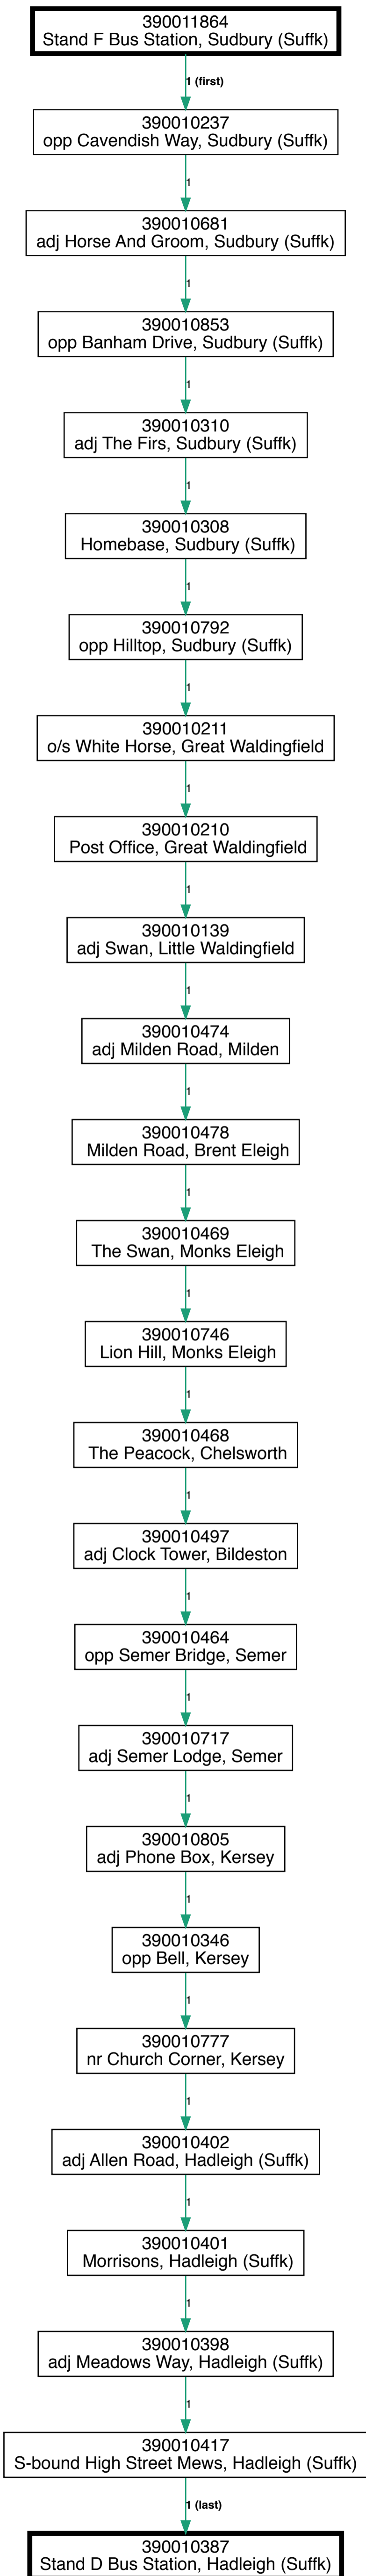 390011864
Stand F Bus Station, Sudbury (Suffk)
1 (first)
390010237
opp Cavendish Way, Sudbury (Suffk)
1
390010681
adj Horse And Groom, Sudbury (Suffk)
1
390010853
opp Banham Drive, Sudbury (Suffk)
1
390010310
adj The Firs, Sudbury (Suffk)
1
390010308
Homebase, Sudbury (Suffk)
1
390010792
opp Hilltop, Sudbury (Suffk)
1
390010211
o/s White Horse, Great Waldingfield
1
390010210
Post Office, Great Waldingfield
1
390010139
adj Swan, Little Waldingfield
1
390010474
adj Milden Road, Milden
1
390010478
Milden Road, Brent Eleigh
1
390010469
The Swan, Monks Eleigh
1
390010746
Lion Hill, Monks Eleigh
1
390010468
The Peacock, Chelsworth
1
390010497
adj Clock Tower, Bildeston
1
390010464
opp Semer Bridge, Semer
1
390010717
adj Semer Lodge, Semer
1
390010805
adj Phone Box, Kersey
1
390010346
opp Bell, Kersey
1
390010777
nr Church Corner, Kersey
1
390010402
adj Allen Road, Hadleigh (Suffk)
1
390010401
Morrisons, Hadleigh (Suffk)
1
390010398
adj Meadows Way, Hadleigh (Suffk)
1
390010417
S-bound High Street Mews, Hadleigh (Suffk)
1 (last)
390010387
Stand D Bus Station, Hadleigh (Suffk)